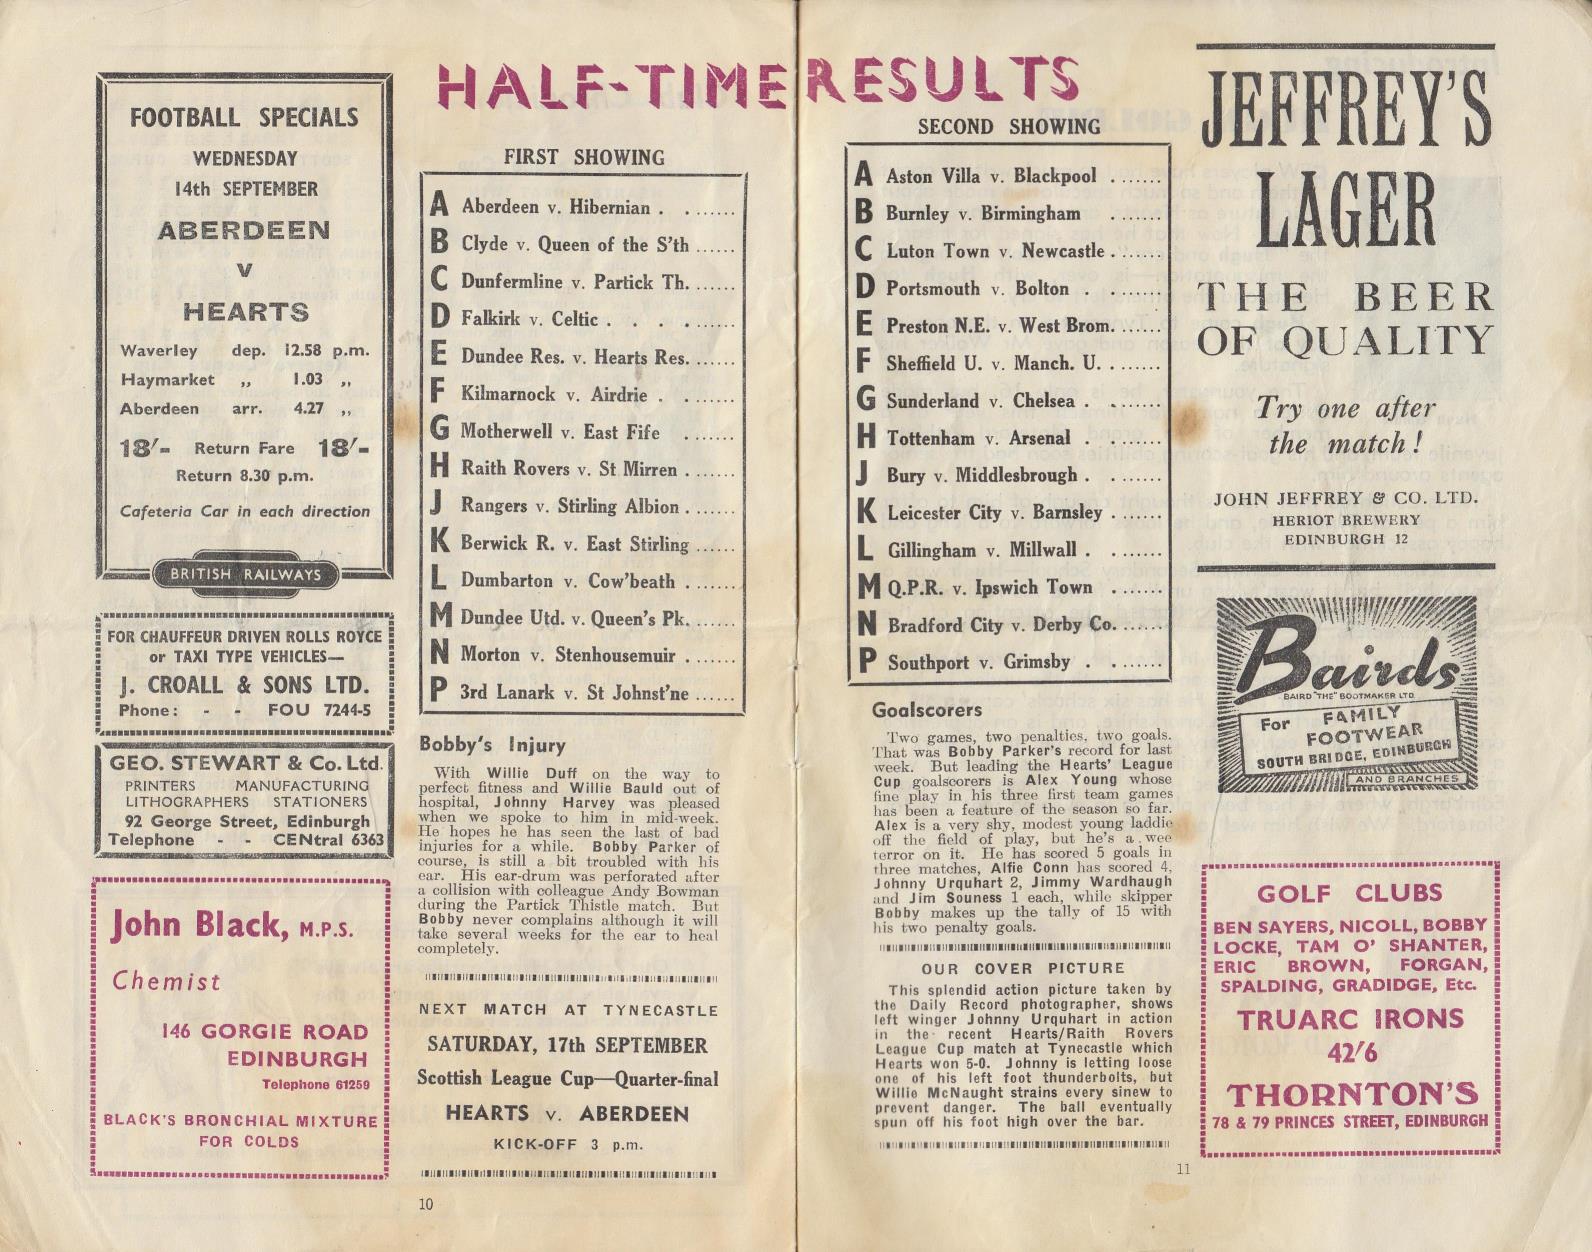 HALF-TIME RESULTS
FOOTBALL SPECIALS
WEDNESDAY
14th SEPTEMBER
ABERDEEN
v
HEARTS
Waverley dep. 12.58 p.m.
Haymarket ,, 1.03 ,,
Aberdeen arr. 4.27 ,,
18'/- Return Fare 18'/-
Return 8.30 p.m.
Cafeteria Car in each direction
BRITISH RAILWAYS
FOR CHAUFFEUR DRIVEN ROLLS ROYCE
or TAXI TYPE VEHICLES—
J. CROALL & SONS LTD.
Phone: - - FOU 7244-5
GEO. STEWART & Co. Ltd.
PRINTERS MANUFACTURING
LITHOGRAPHERS STATIONERS
92 George Street, Edinburgh
Telephone - - CENtral 6363
John Black, M.P.S.
Chemist
146 GORGIE ROAD
EDINBURGH
Telephone 61259
BLACK'S BRONCHIAL MIXTURE
FOR COLDS
FIRST SHOWING
A Aberdeen v. Hibernian . . .......
B Clyde v. Queen of the S'th ......
C Dunfermline v. Partick Th. ......
D Falkirk v. Celtic . . . . .......
E Dundee Res. v. Hearts Res. ......
F Kilmarnock v. Airdrie . .......
G Motherwell v. East Fife .......
H Raith Rovers v. St Mirren . .......
J Rangers v. Stirling Albion . .......
K Berwick R. v. East Stirling ......
L Dumbarton v. Cow'beath . .......
M Dundee Utd. v. Queen's Pk. ......
N Morton v. Stenhousemuir . .......
P 3rd Lanark v. St Johnst'ne ......
Bobby's Injury
With Willie Duff on the way to
perfect fitness and Willie Bauld out of
hospital, Johnny Harvey was pleased
when we spoke to him in mid-week.
He hopes he has seen the last of bad
injuries for a while. Bobby Parker of
course, is still a bit troubled with his
ear. His ear-drum was perforated after
a collision with colleague Andy Bowman
during the Partick Thistle match. But
Bobby never complains although it will
take several weeks for the ear to heal
completely.
NEXT MATCH AT TYNECASTLE
SATURDAY, 17th SEPTEMBER
Scottish League Cup—Quarter-final
HEARTS v. ABERDEEN
KICK-OFF 3 p.m.
10
SECOND SHOWING
A Aston Villa v. Blackpool . .......
B Burnley v. Birmingham .......
C Luton Town v. Newcastle . .......
D Portsmouth v. Bolton . .......
E Preston N.E. v. West Brom. ......
F Sheffield U. v. Manch. U. . .......
G Sunderland v. Chelsea . .......
H Tottenham v. Arsenal . .......
J Bury v. Middlesbrough . .......
K Leicester City v. Barnsley . .......
L Gillingham v. Millwall . .......
M Q.P.R. v. Ipswich Town .......
N Bradford City v. Derby Co. ......
P Southport v. Grimsby . .......
Goalscorers
Two games, two penalties, two goals.
That was Bobby Parker's record for last
week. But leading the Hearts' League
Cup goalscorers is Alex Young whose
fine play in his three first team games
has been a feature of the season so far.
Alex is a very shy, modest young laddie
off the field of play, but he's a wee
terror on it. He has scored 5 goals in
three matches, Alfie Conn has scored 4,
Johnny Urquhart 2, Jimmy Wardhaugh
and Jim Souness 1 each, while skipper
Bobby makes up the tally of 15 with
his two penalty goals.
OUR COVER PICTURE
This splendid action picture taken by
the Daily Record photographer, shows
left winger Johnny Urquhart in action
in the recent Hearts/Raith Rovers
League Cup match at Tynecastle which
Hearts won 5-0. Johnny is letting loose
one of his left foot thunderbolts, but
Willie McNaught strains every sinew to
prevent danger. The ball eventually
spun off his foot high over the bar.
11
JEFFREY'S
LAGER
THE BEER
OF QUALITY
Try one after
the match!
JOHN JEFFREY & CO. LTD.
HERIOT BREWERY
EDINBURGH 12
Bairds
BAIRD "THE" BOOTMAKER LTD.
For FAMILY
FOOTWEAR
SOUTH BRIDGE, EDINBURGH
AND BRANCHES
GOLF CLUBS
BEN SAYERS, NICOLL, BOBBY
LOCKE, TAM O' SHANTER,
ERIC BROWN, FORGAN,
SPALDING, GRADIDGE, Etc.
TRUARC IRONS
42'6
THORNTON'S
78 & 79 PRINCES STREET, EDINBURGH